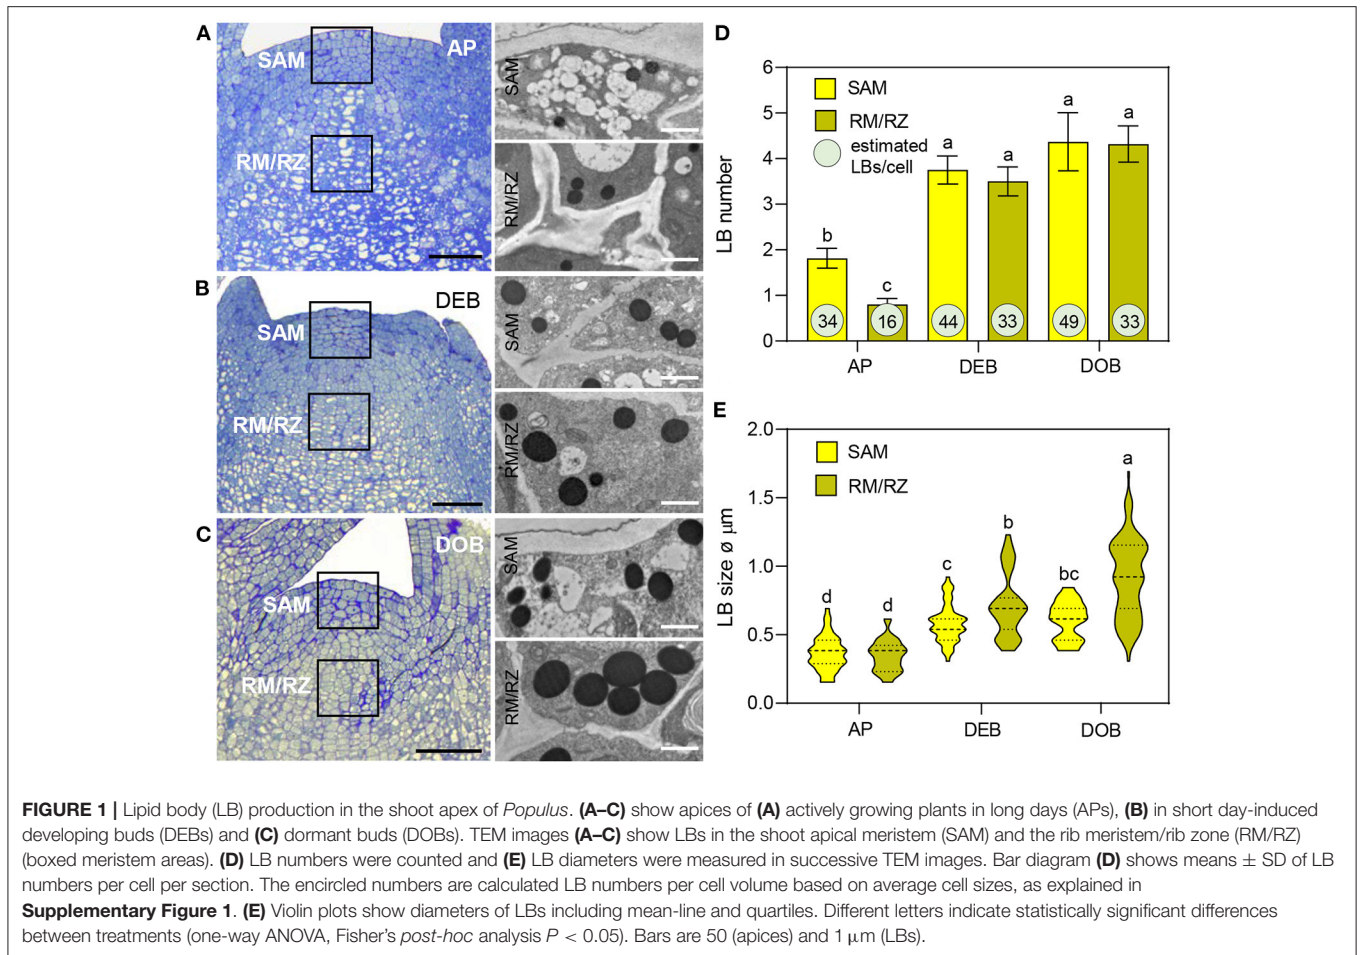 A
SAM
AP
RM/RZ
SAM
RM/RZ
B
DEB
SAM
RM/RZ
SAM
RM/RZ
C
DOB
SAM
RM/RZ
SAM
RM/RZ
D
6
5
4
3
2
1
0
LB number
SAM
RM/RZ
estimated
LBs/cell
b
c
a
a
a
a
34
16
44
33
49
33
AP
DEB
DOB
E
2.0
1.5
1.0
0.5
0.0
LB size ø µm
SAM
RM/RZ
d
d
c
b
bc
a
AP
DEB
DOB
FIGURE 1 | Lipid body (LB) production in the shoot apex of Populus. (A–C) show apices of (A) actively growing plants in long days (APs), (B) in short day-induced
developing buds (DEBs) and (C) dormant buds (DOBs). TEM images (A–C) show LBs in the shoot apical meristem (SAM) and the rib meristem/rib zone (RM/RZ)
(boxed meristem areas). (D) LB numbers were counted and (E) LB diameters were measured in successive TEM images. Bar diagram (D) shows means ± SD of LB
numbers per cell per section. The encircled numbers are calculated LB numbers per cell volume based on average cell sizes, as explained in
Supplementary Figure 1. (E) Violin plots show diameters of LBs including mean-line and quartiles. Different letters indicate statistically significant differences
between treatments (one-way ANOVA, Fisher's post-hoc analysis P < 0.05). Bars are 50 (apices) and 1 µm (LBs).